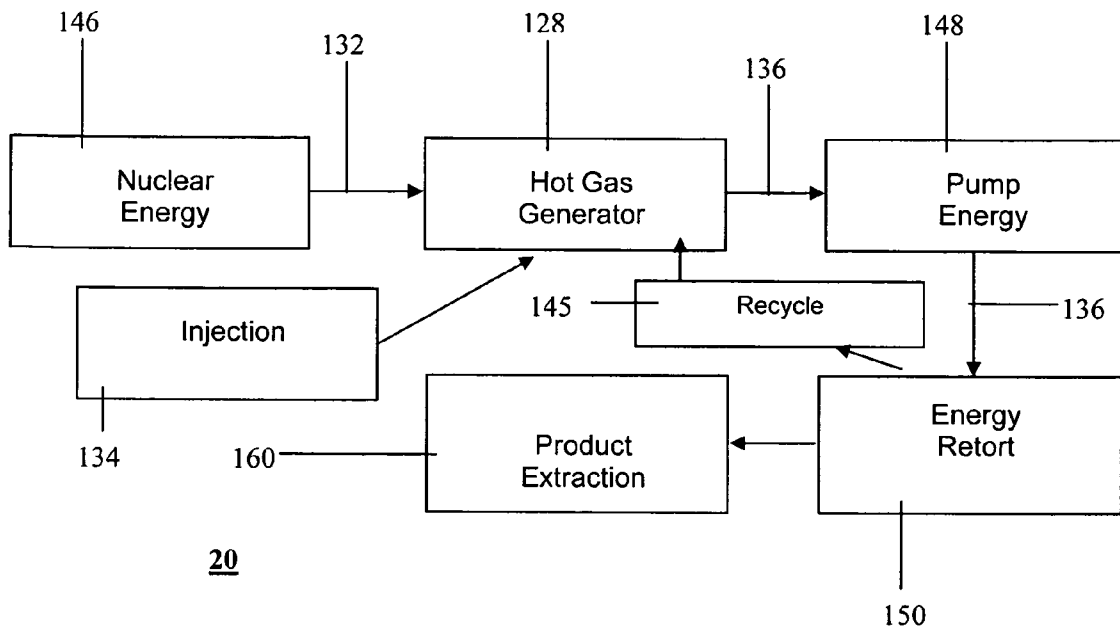 146
132
128
136
148
Nuclear
Energy
Hot Gas
Generator
Pump
Energy
Injection
145
Recycle
136
134
160
Product
Extraction
Energy
Retort
20
150